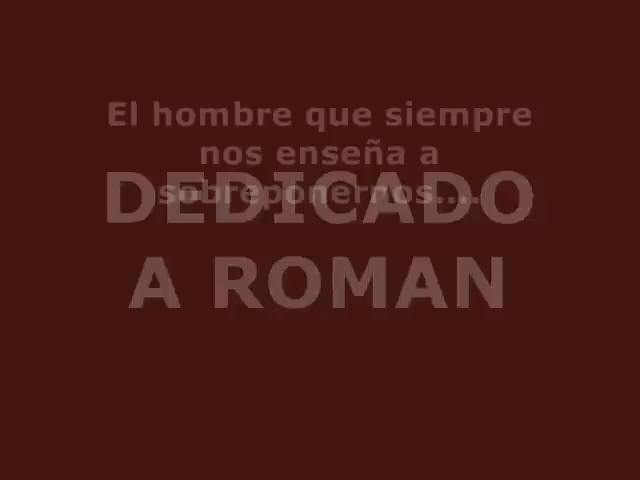 El hombre que siempre
nos enseña a
sobreponernos....
DEDICADO
A ROMAN